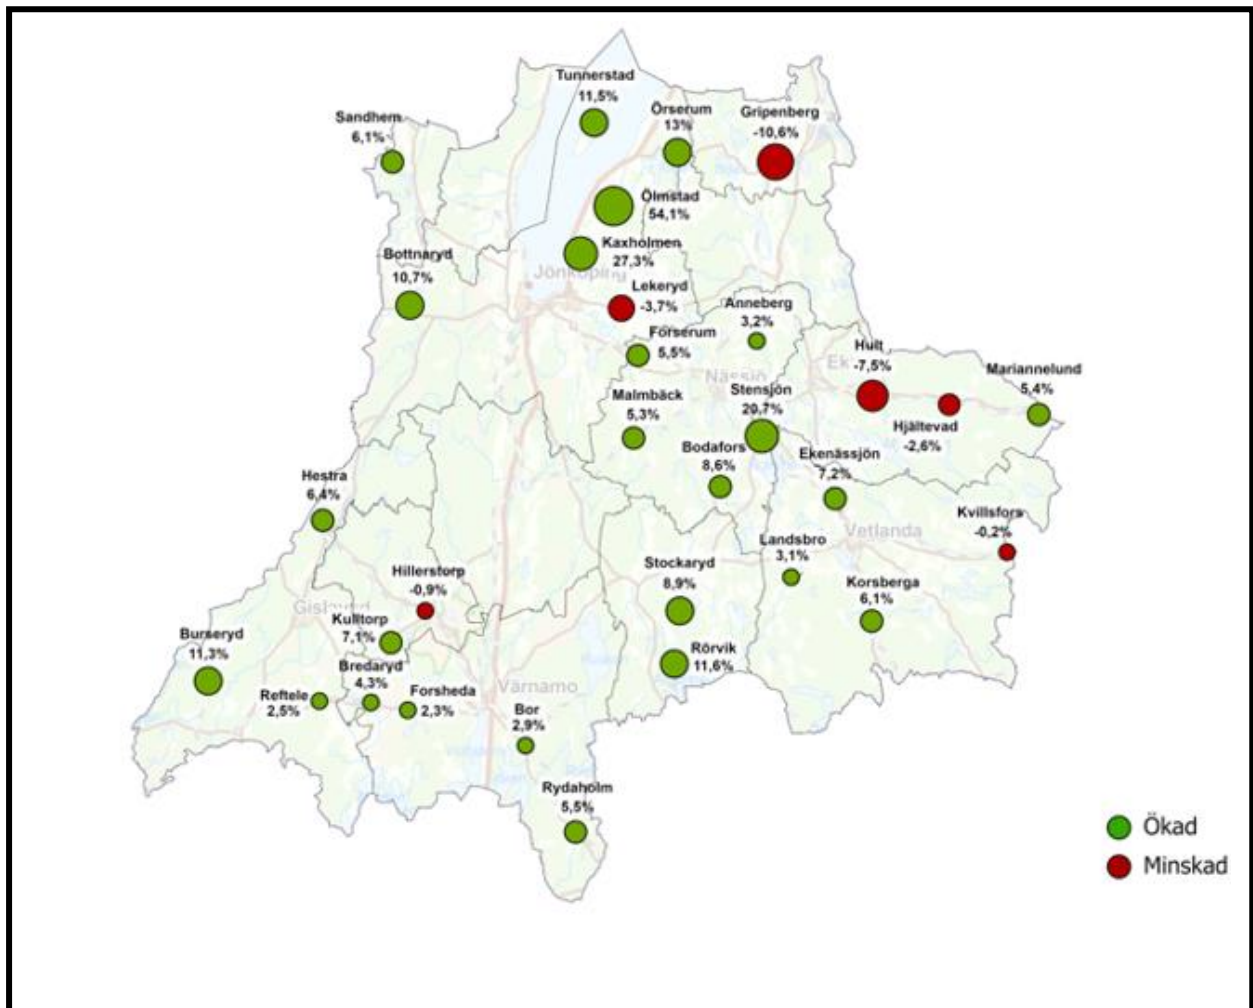 Tunnerstad
11,5%
Örserum
13%
Gripenberg
-10,6%
Sandhem
6,1%
Ölmstad
54,1%
Kaxholmen
27,3%
Bottnaryd
10,7%
Jönköping
Lekeryd
-3,7%
Anneberg
3,2%
Forserum
5,5%
Hult
-7,5%
Mariannelund
5,4%
Nässjö
Malmbäck
5,3%
Stensjön
20,7%
Hjältevad
-2,6%
Bodafors
8,6%
Ekenässjön
7,2%
Hestra
6,4%
Vetlanda
Kvillsfors
-0,2%
Landsbro
3,1%
Stockaryd
8,9%
Hillerstorp
-0,9%
Korsberga
6,1%
Gislaved
Kulltorp
7,1%
Burseryd
11,3%
Rörvik
11,6%
Bredaryd
4,3%
Värnamo
Reftele
2,5%
Forsheda
2,3%
Bor
2,9%
Rydaholm
5,5%
Ökad
Minskad